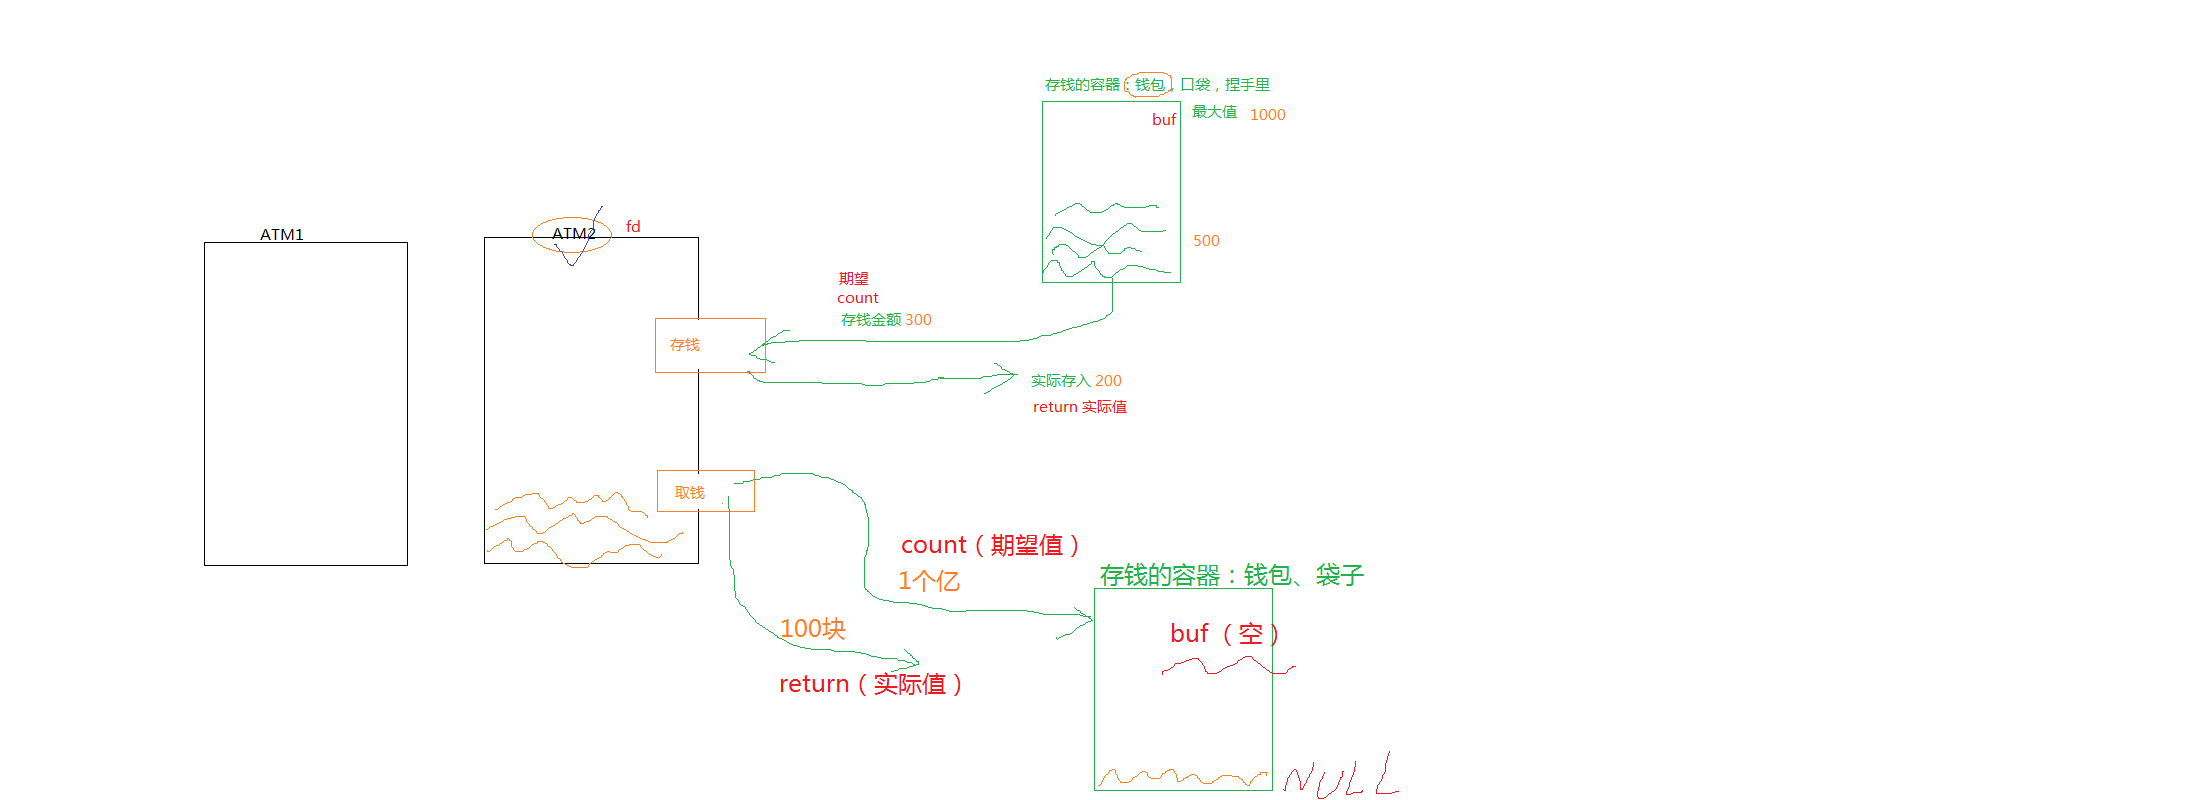 存钱的容器：钱包，口袋，捏手里
buf
最大值 1000
ATM1
ATM2
fd
500
期望
count
存钱金额 300
存钱
实际存入 200
return 实际值
取钱
count（期望值）
1个亿
存钱的容器：钱包、袋子
100块
buf（空）
return（实际值）
NULL